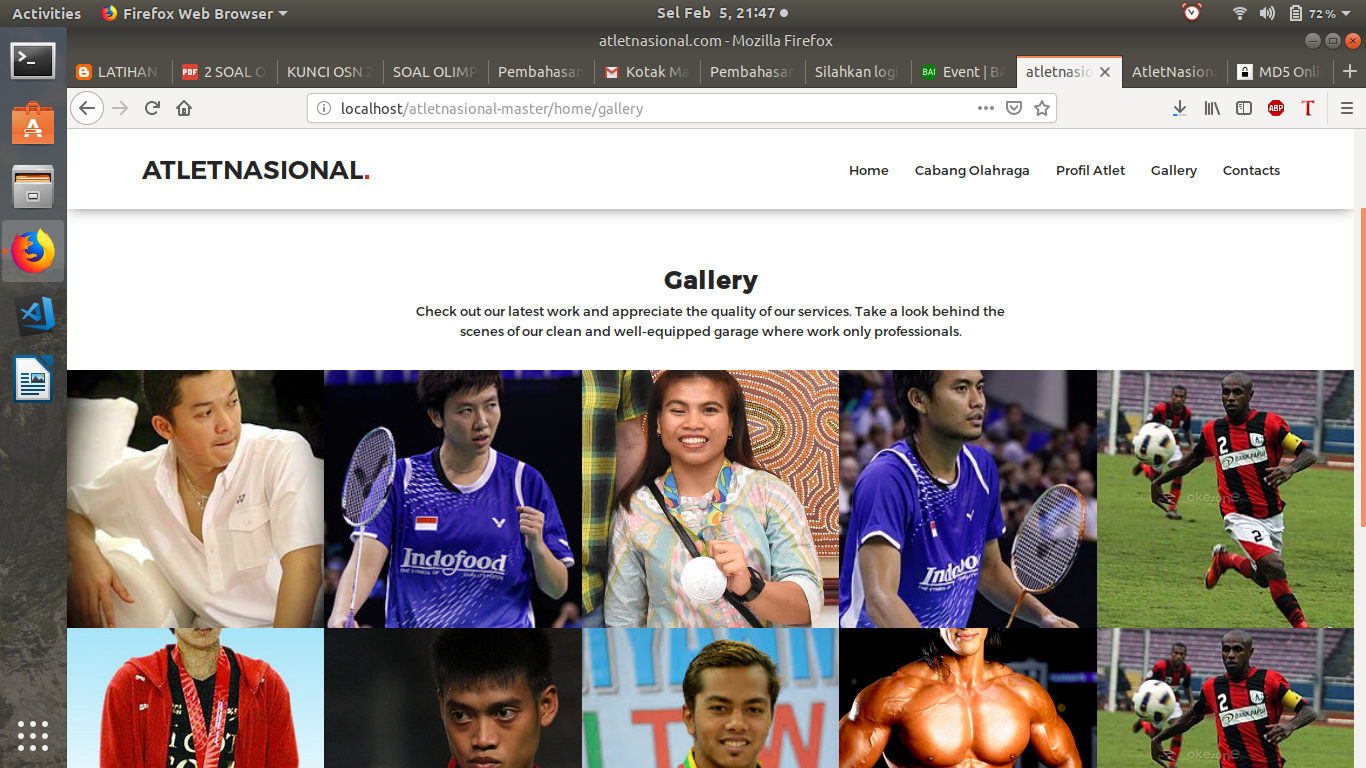 Activities Firefox Web Browser Sel Feb 5, 21:47 72 %
atletnasional.com - Mozilla Firefox
LATIHAN 2 SOAL O KUNCI OSN 2 SOAL OLIMP Pembahasan Kotak Ma Pembahasan Silahkan logi Event | BA atletnasio AtletNasion MD5 Onli
localhost/atletnasional-master/home/gallery
ATLETNASIONAL.
Home Cabang Olahraga Profil Atlet Gallery Contacts
Gallery
Check out our latest work and appreciate the quality of our services. Take a look behind the
scenes of our clean and well-equipped garage where work only professionals.
Indofood
2
BANK PAPUA
okezone
2
Indofood
2
BANK PAPUA
okezone